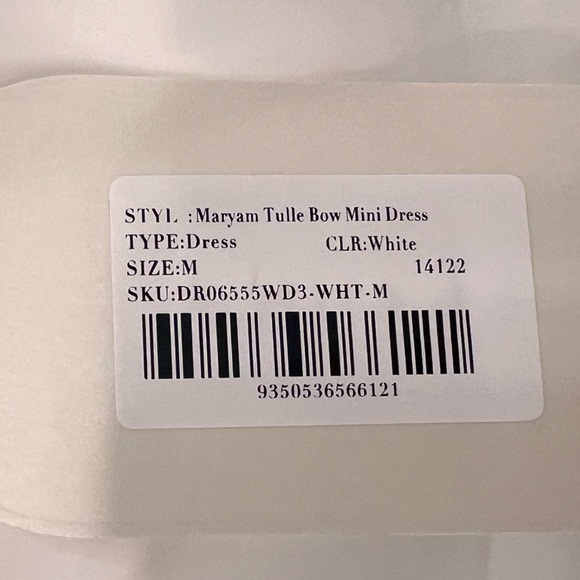 STYL :Maryam Tulle Bow Mini Dress
TYPE:Dress CLR:White
SIZE:M 14122
SKU:DR06555WD3-WHT-M
9350536566121